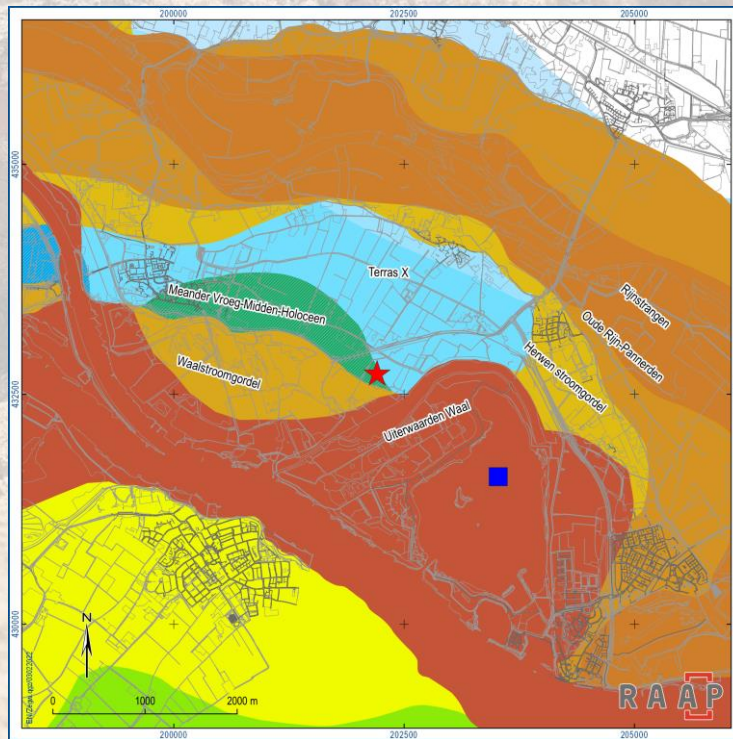 200000 202500 205000
435000
Terras X
Meander Vroeg-Midden-Holoceen
Rijnstrangen
Oude Rijn-Pannerden
Herwen stroomgordel
Waalstroomgordel
432500
Uiterwaarden Waal
430000
N
0 1000 2000 m
RAAP
200000 202500 205000